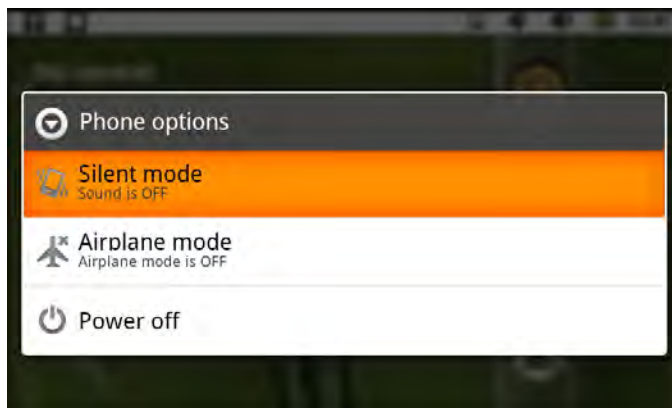 Phone options
Silent mode
Sound is OFF
Airplane mode
Airplane mode is OFF
Power off